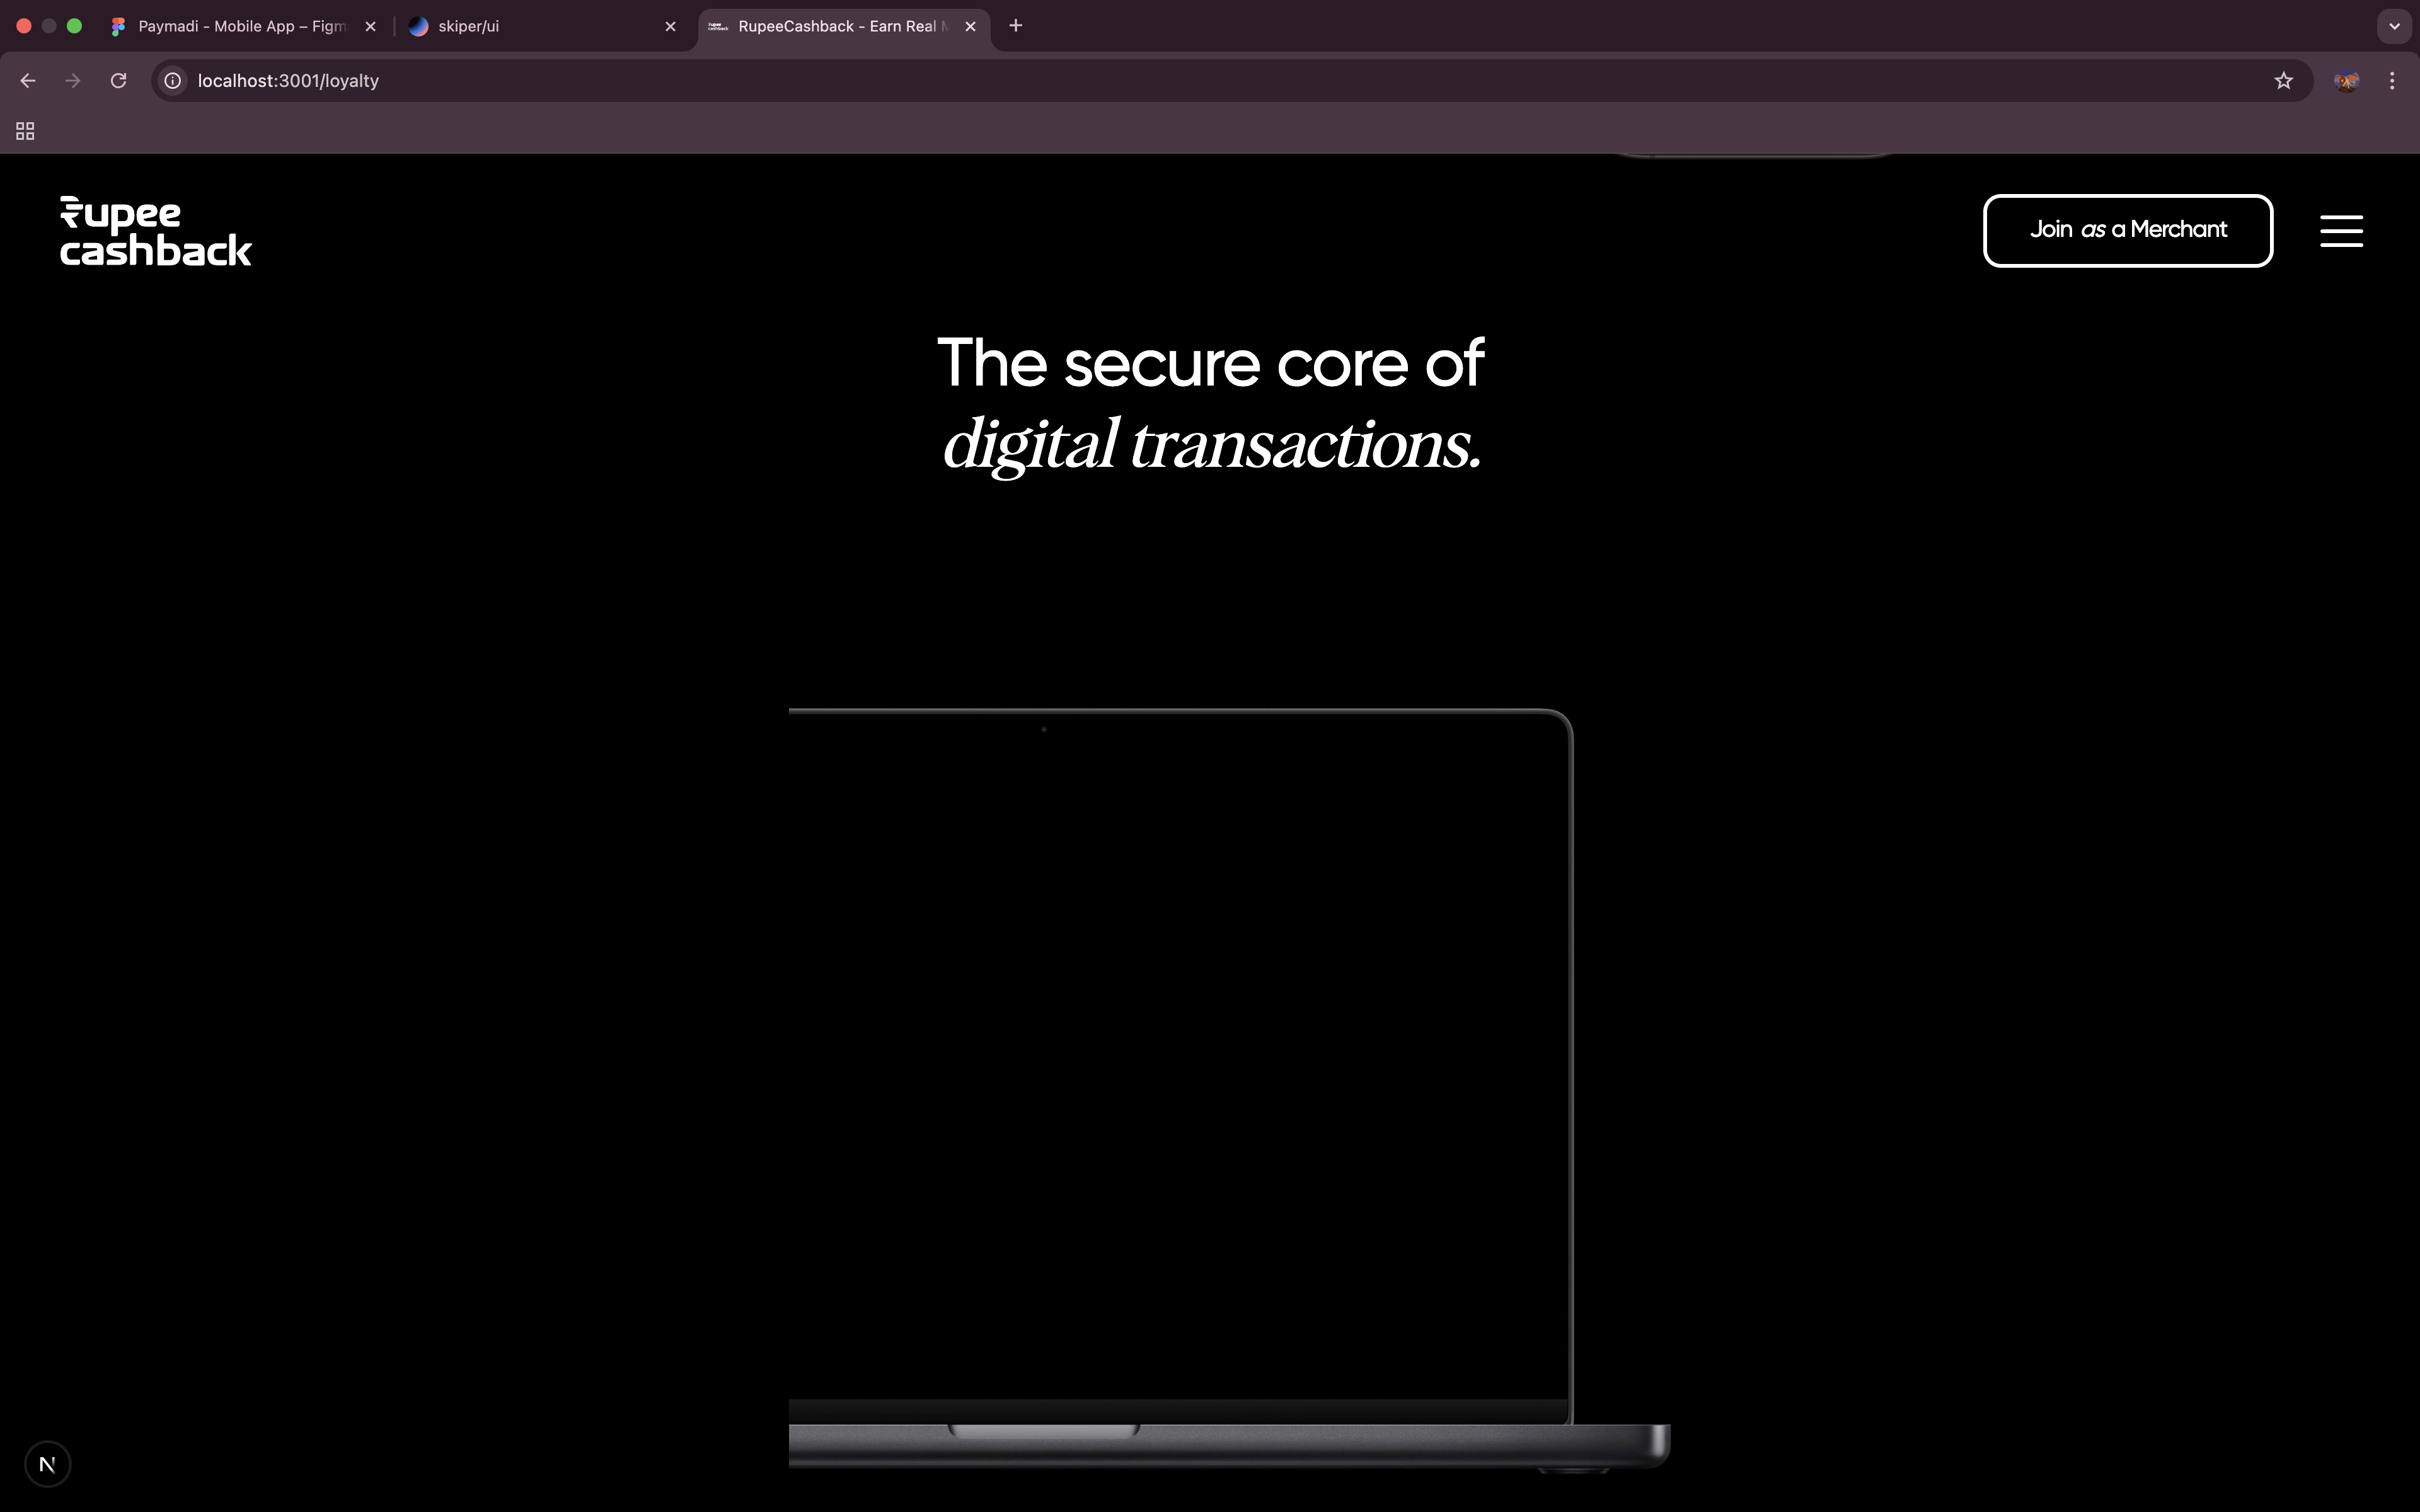 Paymadi - Mobile App – Figm
skiper/ui
RupeeCashback - Earn Real
localhost:3001/loyalty
Rupee
cashback
Join as a Merchant
The secure core of
digital transactions.
N